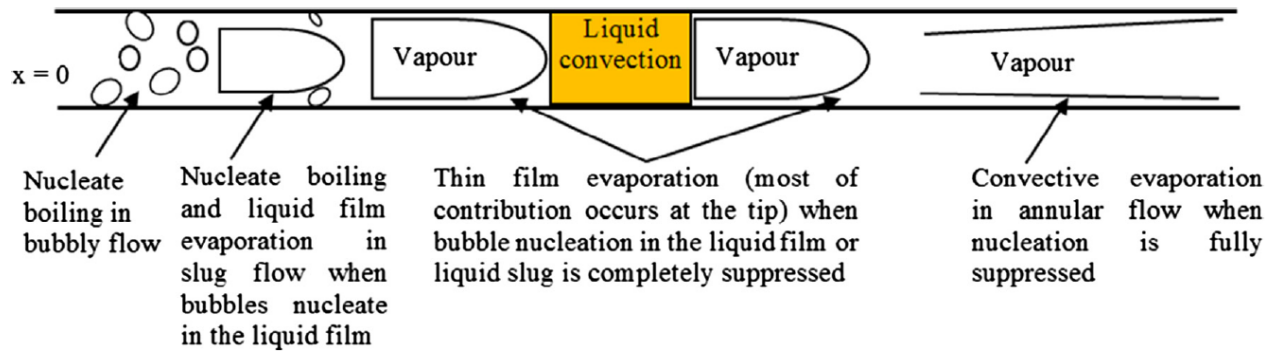 x = 0
Vapour
Liquid
convection
Vapour
Vapour
Nucleate
boiling in
bubbly flow
Nucleate boiling
and liquid film
evaporation in
slug flow when
bubbles nucleate
in the liquid film
Thin film evaporation (most of
contribution occurs at the tip) when
bubble nucleation in the liquid film or
liquid slug is completely suppressed
Convective evaporation
in annular flow when
nucleation is fully
suppressed